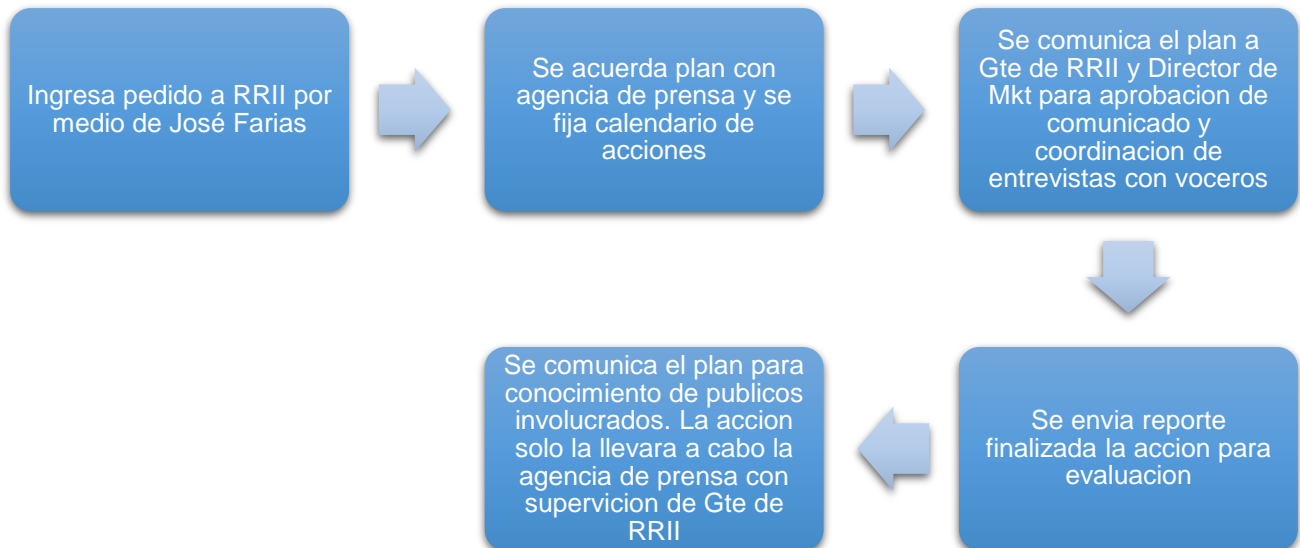 Ingresa pedido a RRII por
medio de José Farias
Se acuerda plan con
agencia de prensa y se
fija calendario de
acciones
Se comunica el plan a
Gte de RRII y Director de
Mkt para aprobacion de
comunicado y
coordinacion de
entrevistas con voceros
Se envia reporte
finalizada la accion para
evaluacion
Se comunica el plan para
conocimiento de publicos
involucrados. La accion
solo la llevara a cabo la
agencia de prensa con
supervicion de Gte de
RRII